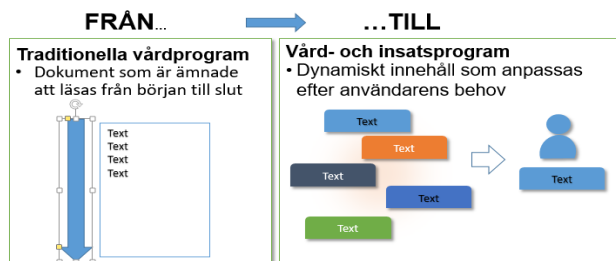 FRÅN...
...TILL
Traditionella vårdprogram
• Dokument som är ämnade
att läsas från början till slut
Text
Text
Text
Text
Vård- och insatsprogram
• Dynamiskt innehåll som anpassas
efter användarens behov
Text
Text
Text
Text
Text
Text